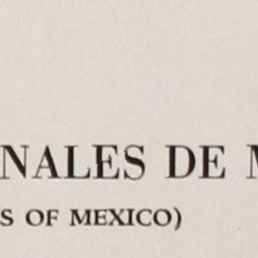 NALES DE M
S OF MEXICO)